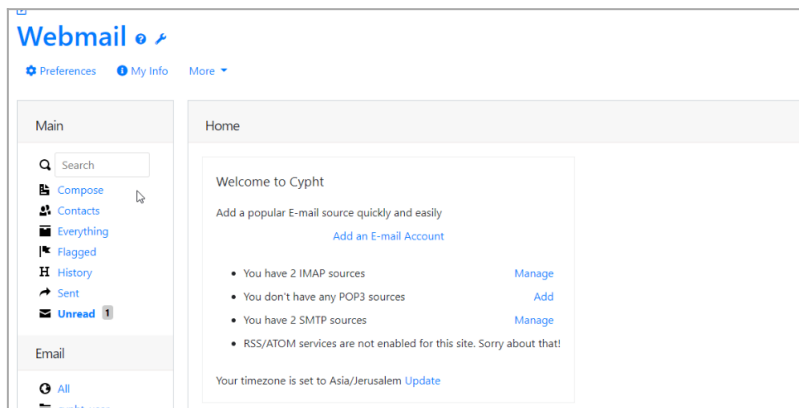 Webmail
Preferences My Info More
Main
Search
Compose
Contacts
Everything
Flagged
History
Sent
Unread 1
Email
All
Home
Welcome to Cypht
Add a popular E-mail source quickly and easily
Add an E-mail Account
You have 2 IMAP sources Manage
You don't have any POP3 sources Add
You have 2 SMTP sources Manage
RSS/ATOM services are not enabled for this site. Sorry about that!
Your timezone is set to Asia/Jerusalem Update